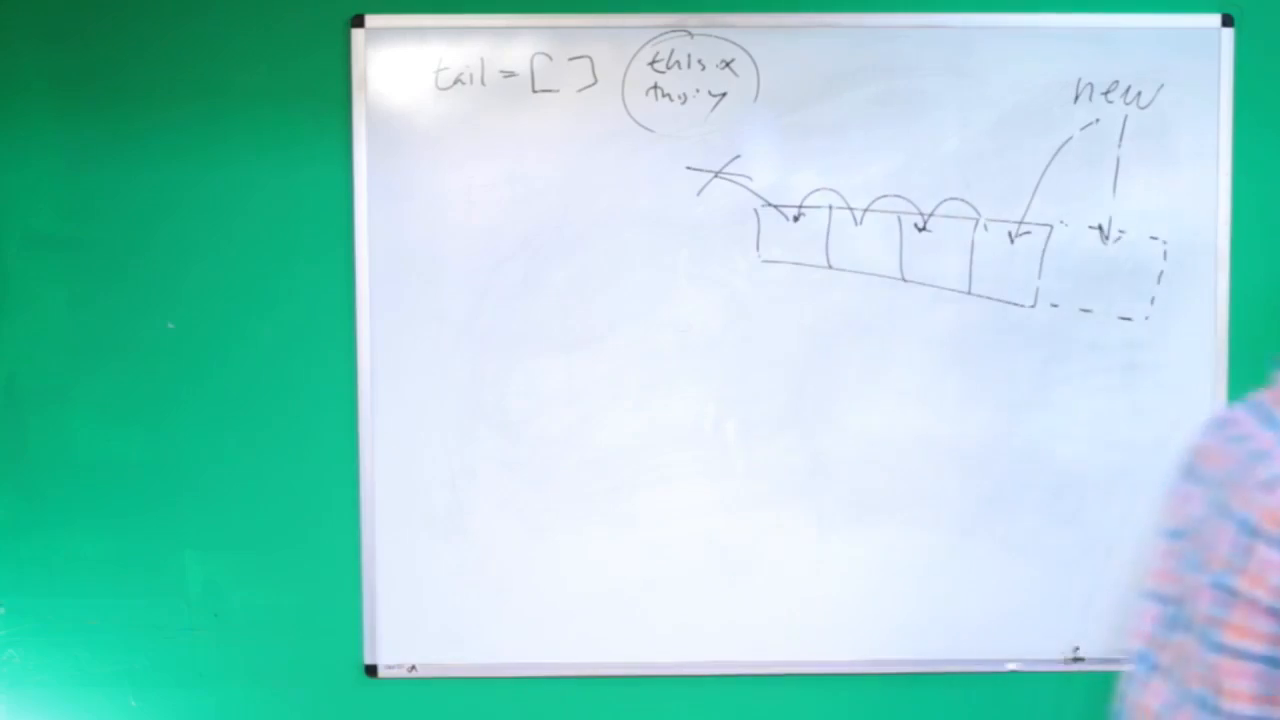 tail = [ ]
this.x
this.y
new